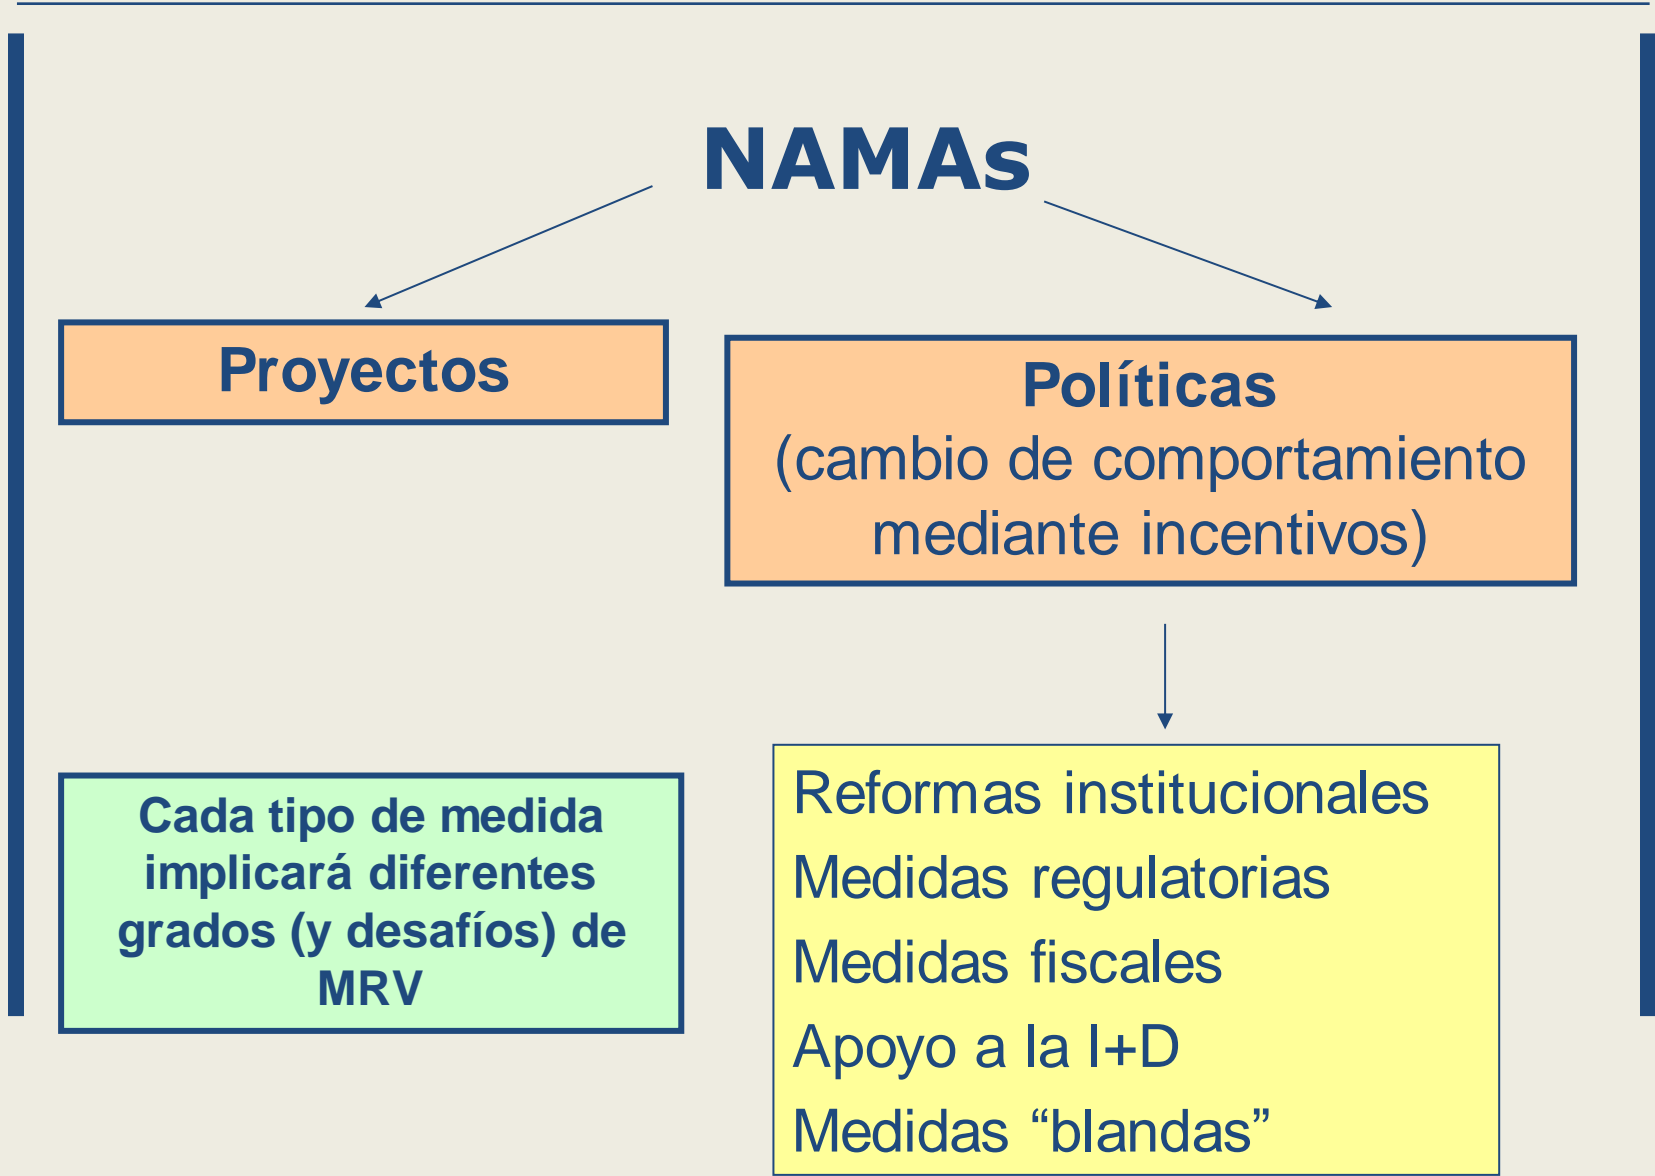 NAMAs
Proyectos
Políticas
(cambio de comportamiento
mediante incentivos)
Cada tipo de medida
implicará diferentes
grados (y desafíos) de
MRV
Reformas institucionales
Medidas regulatorias
Medidas fiscales
Apoyo a la I+D
Medidas “blandas”